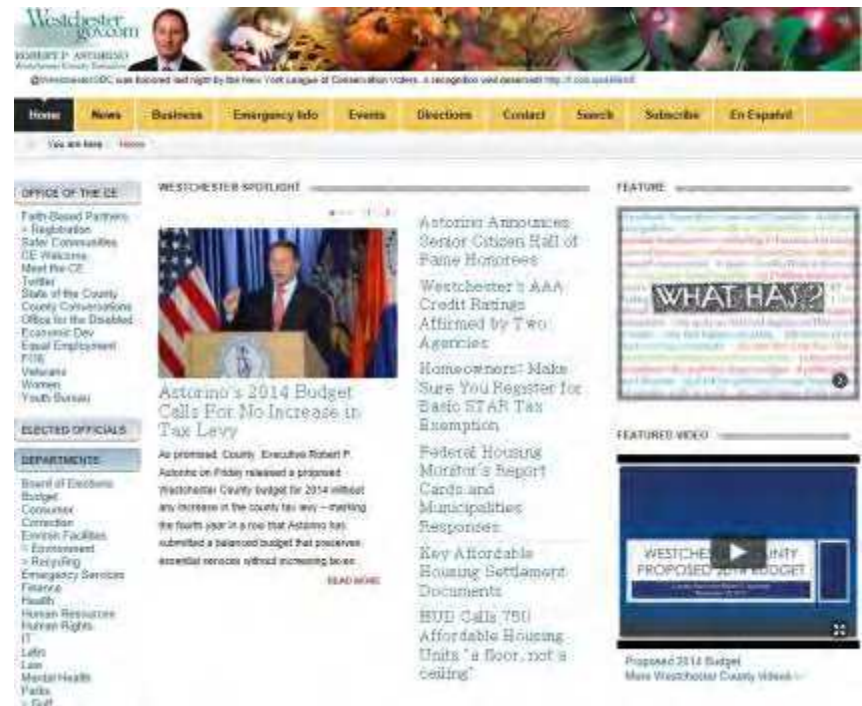 Westchester
gov.com
ROBERT P. ASTORINO
Westchester County Executive
was honored last night by the New York League of Conservation Voters, a recognition well deserved!
Home News Business Emergency Info Events Directions Contact Search Subscribe En Español
You are here: Home
OFFICE OF THE CE
Faith-Based Partners
» Registration
Safer Communities
CE Welcome
Meet the CE
Twitter
State of the County
County Conversations
Office for the Disabled
Economic Dev
Equal Employment
FOIL
Veterans
Women
Youth Bureau
ELECTED OFFICIALS
DEPARTMENTS
Board of Elections
Budget
Consumer
Correction
Environ Facilities
» Environment
» Recycling
Emergency Services
Finance
Health
Human Resources
Human Rights
IT
Labs
Law
Mental Health
Parks
» Golf
WESTCHESTER SPOTLIGHT
Astorino's 2014 Budget
Calls For No Increase in
Tax Levy
As promised, County Executive Robert P.
Astorino on Friday released a proposed
Westchester County budget for 2014 without
any increase in the county tax levy – marking
the fourth year in a row that Astorino has
submitted a balanced budget that preserves
essential services without increasing taxes.
READ MORE
Astorino Announces
Senior Citizen Hall of
Fame Honorees
Westchester's AAA
Credit Ratings
Affirmed by Two
Agencies
Homeowners: Make
Sure You Register for
Basic STAR Tax
Exemption
Federal Housing
Monitor's Report
Cards and
Municipalities
Responses
Key Affordable
Housing Settlement
Documents
HUD Calls 750
Affordable Housing
Units "a floor, not a
ceiling"
FEATURE
WHAT HAS?
FEATURED VIDEO
WESTCHESTER COUNTY
PROPOSED 2014 BUDGET
Proposed 2014 Budget
More Westchester County Videos